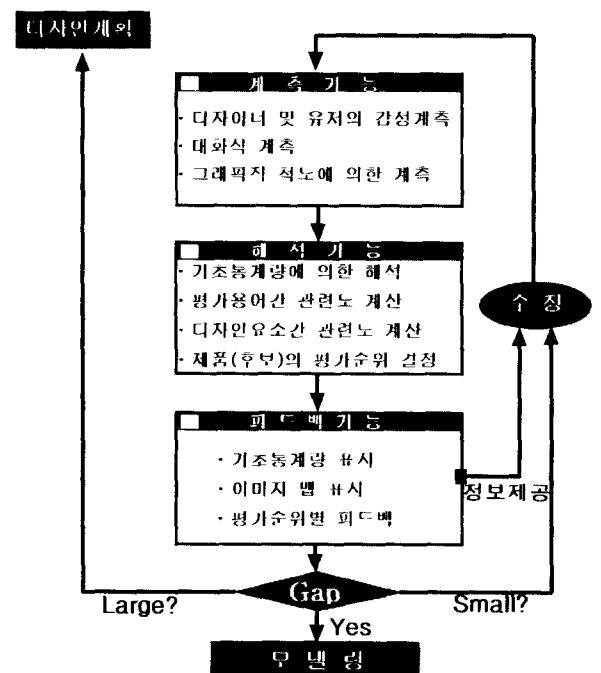 디자인계획
계 측 기 능
· 디자이너 및 유저의 감성계측
· 대화식 계측
· 그래픽작 척도에 의한 계측
해 석 기 능
· 기초통계량에 의한 해석
· 평가용어간 관련도 계산
· 디자인요소간 관련도 계산
· 제품(후보)의 평가순위 결정
수 정
피 드 백 기 능
· 기초통계량 표시
· 이미지 맵 표시
· 평가순위별 피드백
정보제공
Gap
Large?
Small?
Yes
모 델 링